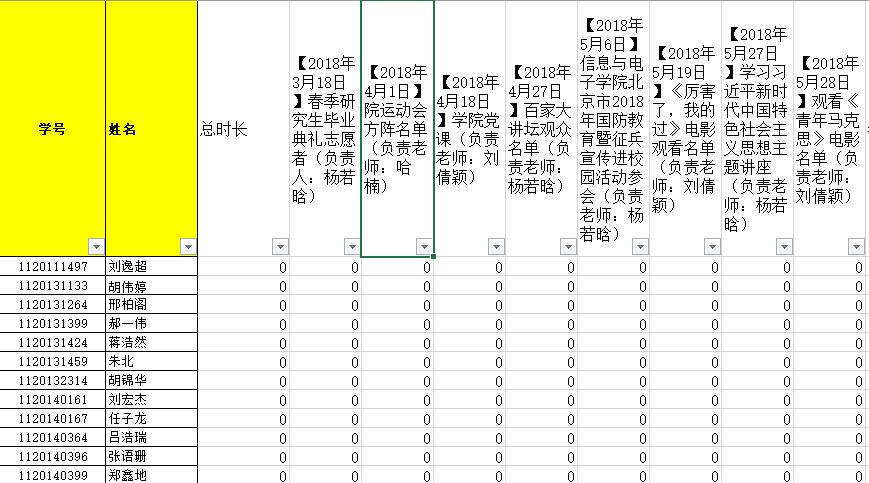 学号
姓名
总时长
【2018年
3月18日
】春季研
究生毕业
典礼志愿
者（负责
人：杨若
晗）
【2018年
4月1日】
院运动会
方阵名单
（负责老
师：哈
楠）
【2018年
4月18日
】学院党
课（负责
老师：刘
倩颖）
【2018年
4月27日
】百家大
讲坛观众
名单（负
责老师：
杨若晗）
【2018年
5月6日】
信息与电
子学院北
京市2018
年国防教
育暨征兵
宣传进校
园活动参
会（负责
老师：杨
若晗）
【2018年
5月19日
】《厉害
了，我的
过》电影
观看名单
（负责老
师：刘倩
颖）
【2018年
5月27日
】学习习
近平新时
代中国特
色社会主
义思想主
题讲座
（负责老
师：杨若
晗）
【2018年
5月28日
】观看《
青年马克
思》电影
名单（负
责老师：
刘倩颖）
1120111497 刘逸超 0 0 0 0 0 0 0 0 0
1120131133 胡伟婷 0 0 0 0 0 0 0 0 0
1120131264 邢柏阁 0 0 0 0 0 0 0 0 0
1120131399 郝一伟 0 0 0 0 0 0 0 0 0
1120131424 蒋浩然 0 0 0 0 0 0 0 0 0
1120131459 朱北 0 0 0 0 0 0 0 0 0
1120132314 胡锦华 0 0 0 0 0 0 0 0 0
1120140161 刘宏杰 0 0 0 0 0 0 0 0 0
1120140167 任子龙 0 0 0 0 0 0 0 0 0
1120140364 吕浩瑞 0 0 0 0 0 0 0 0 0
1120140396 张语珊 0 0 0 0 0 0 0 0 0
1120140399 郑鑫地 0 0 0 0 0 0 0 0 0